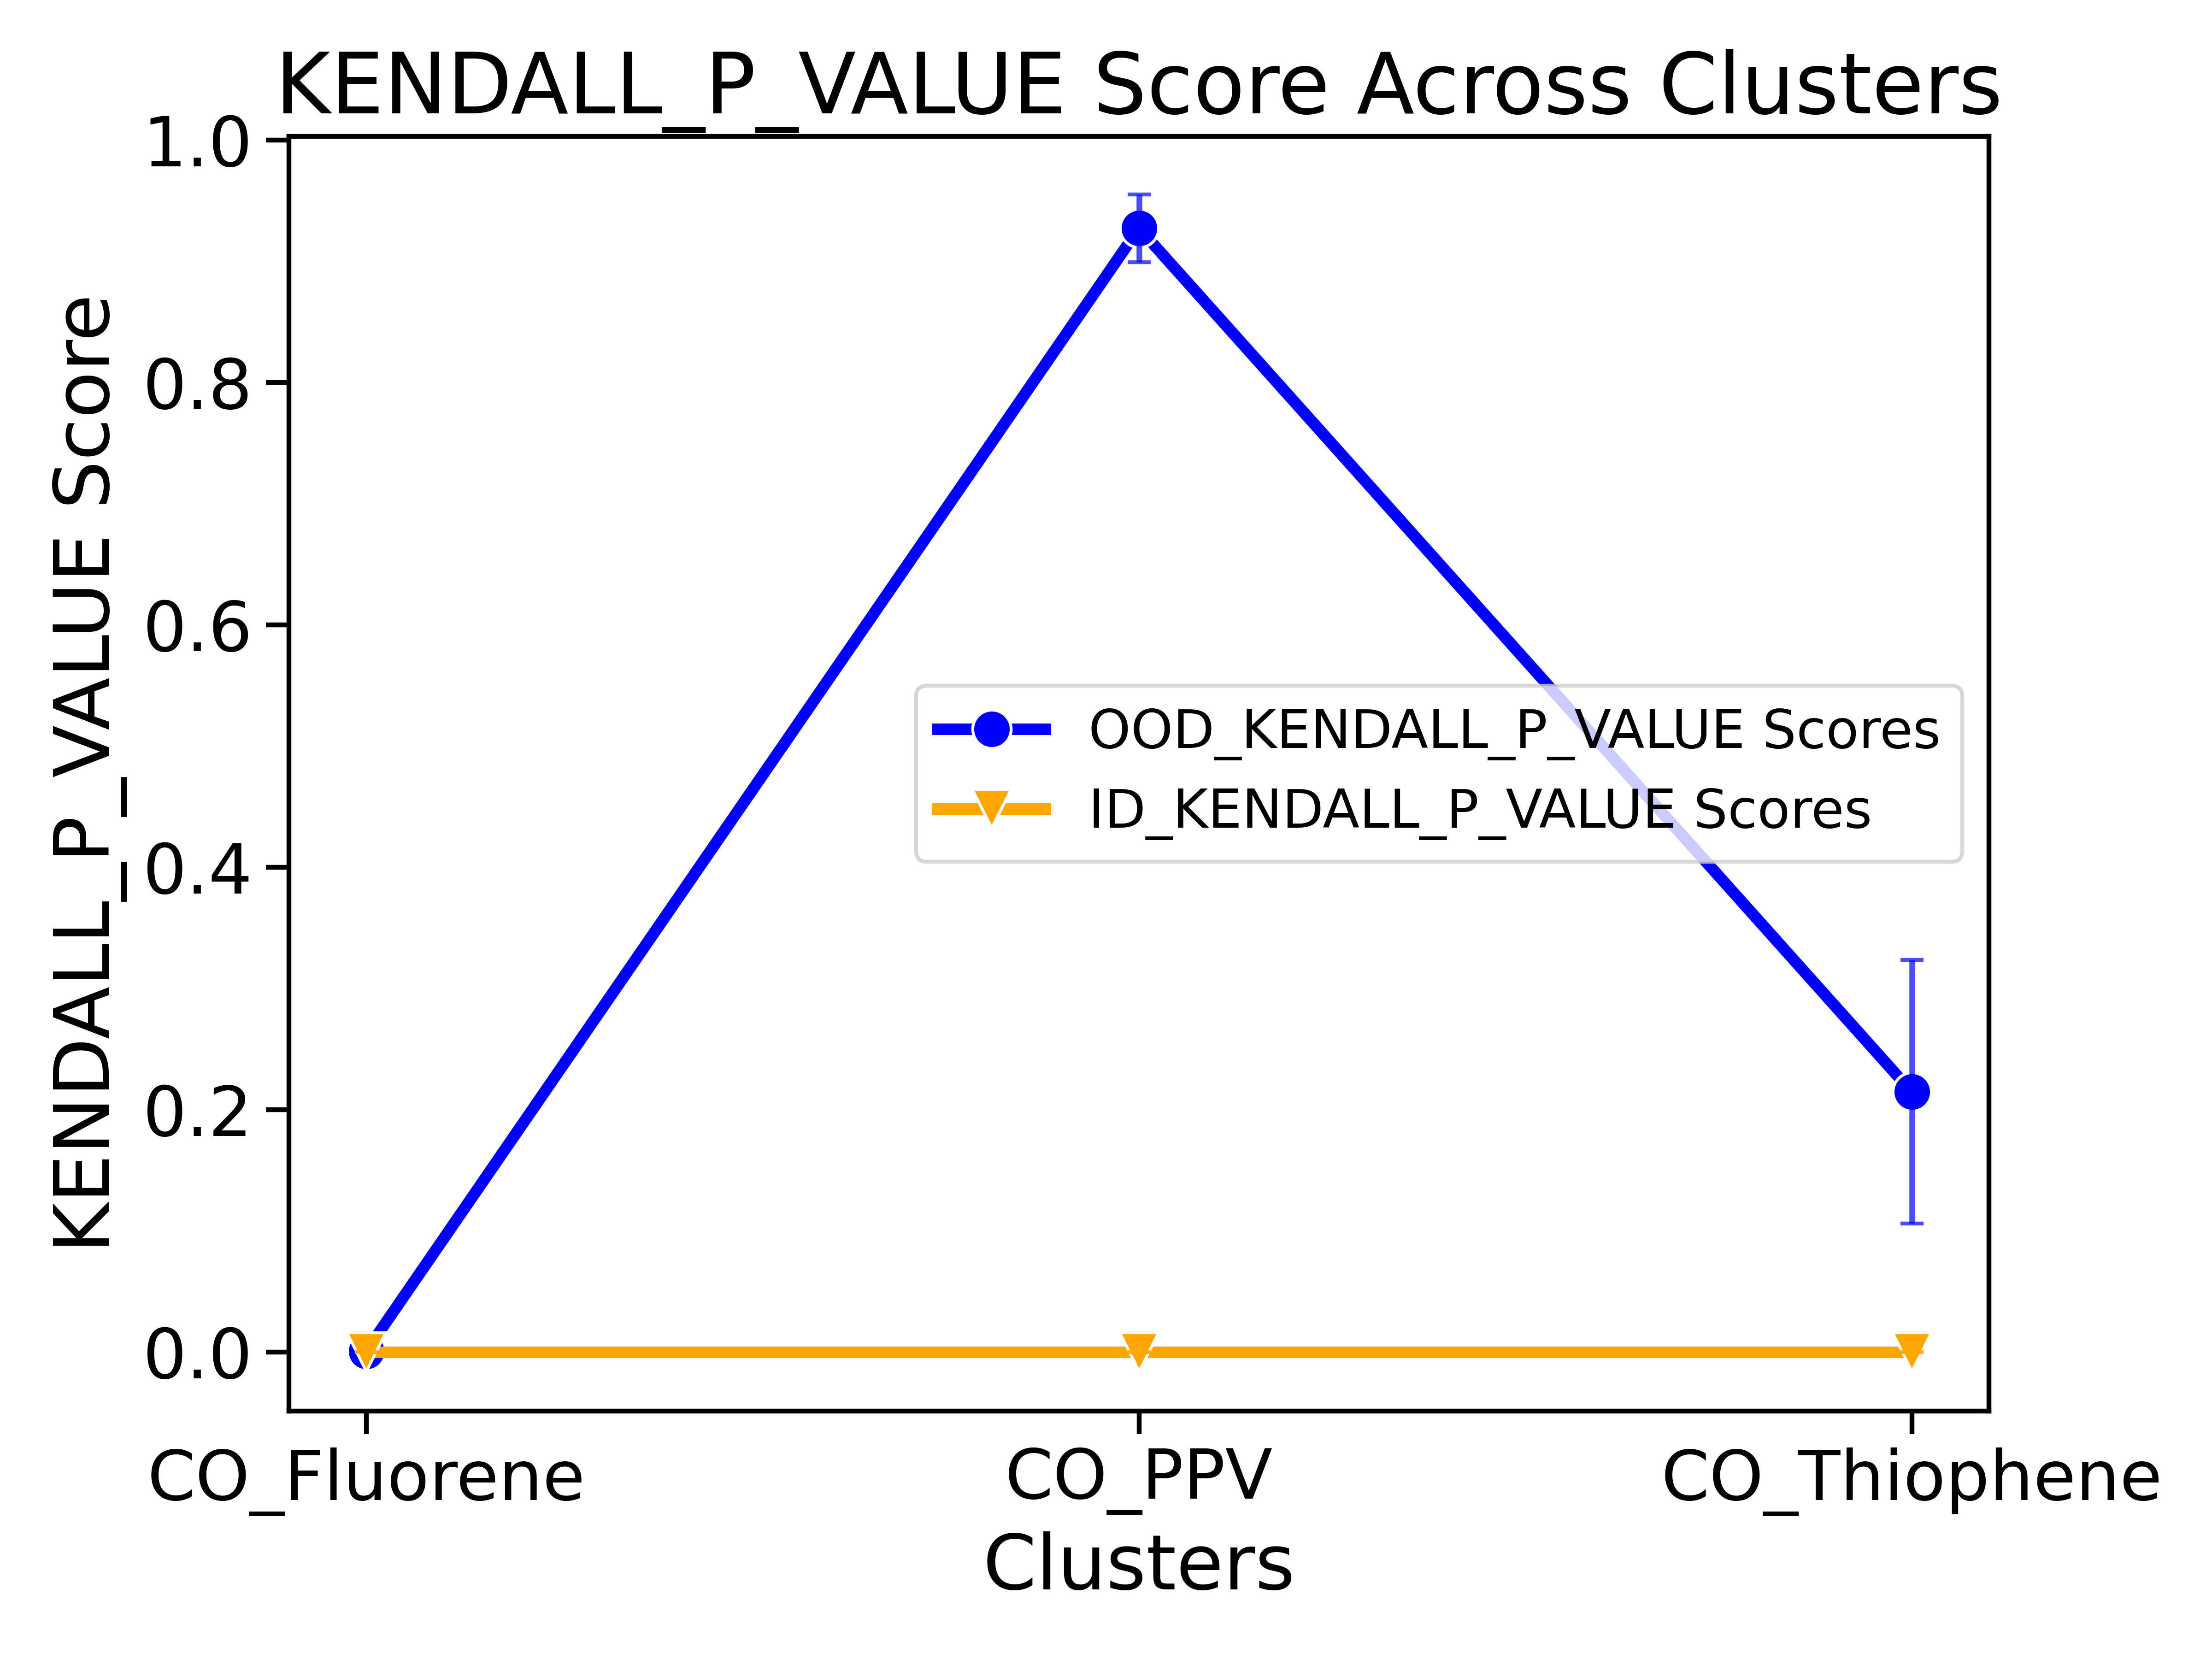 KENDALL_P_VALUE Score Across Clusters
KENDALL_P_VALUE Score
1.0
0.8
0.6
0.4
0.2
0.0
OOD_KENDALL_P_VALUE Scores
ID_KENDALL_P_VALUE Scores
CO_Fluorene CO_PPV CO_Thiophene
Clusters